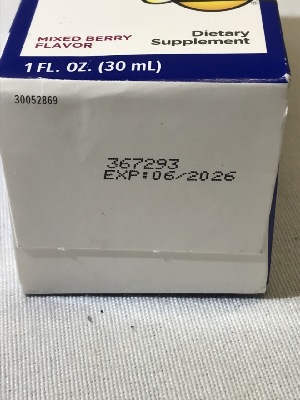 MIXED BERRY
FLAVOR
Dietary
Supplement
1 FL. OZ. (30 mL)
30052869
367293
EXP:06/2026